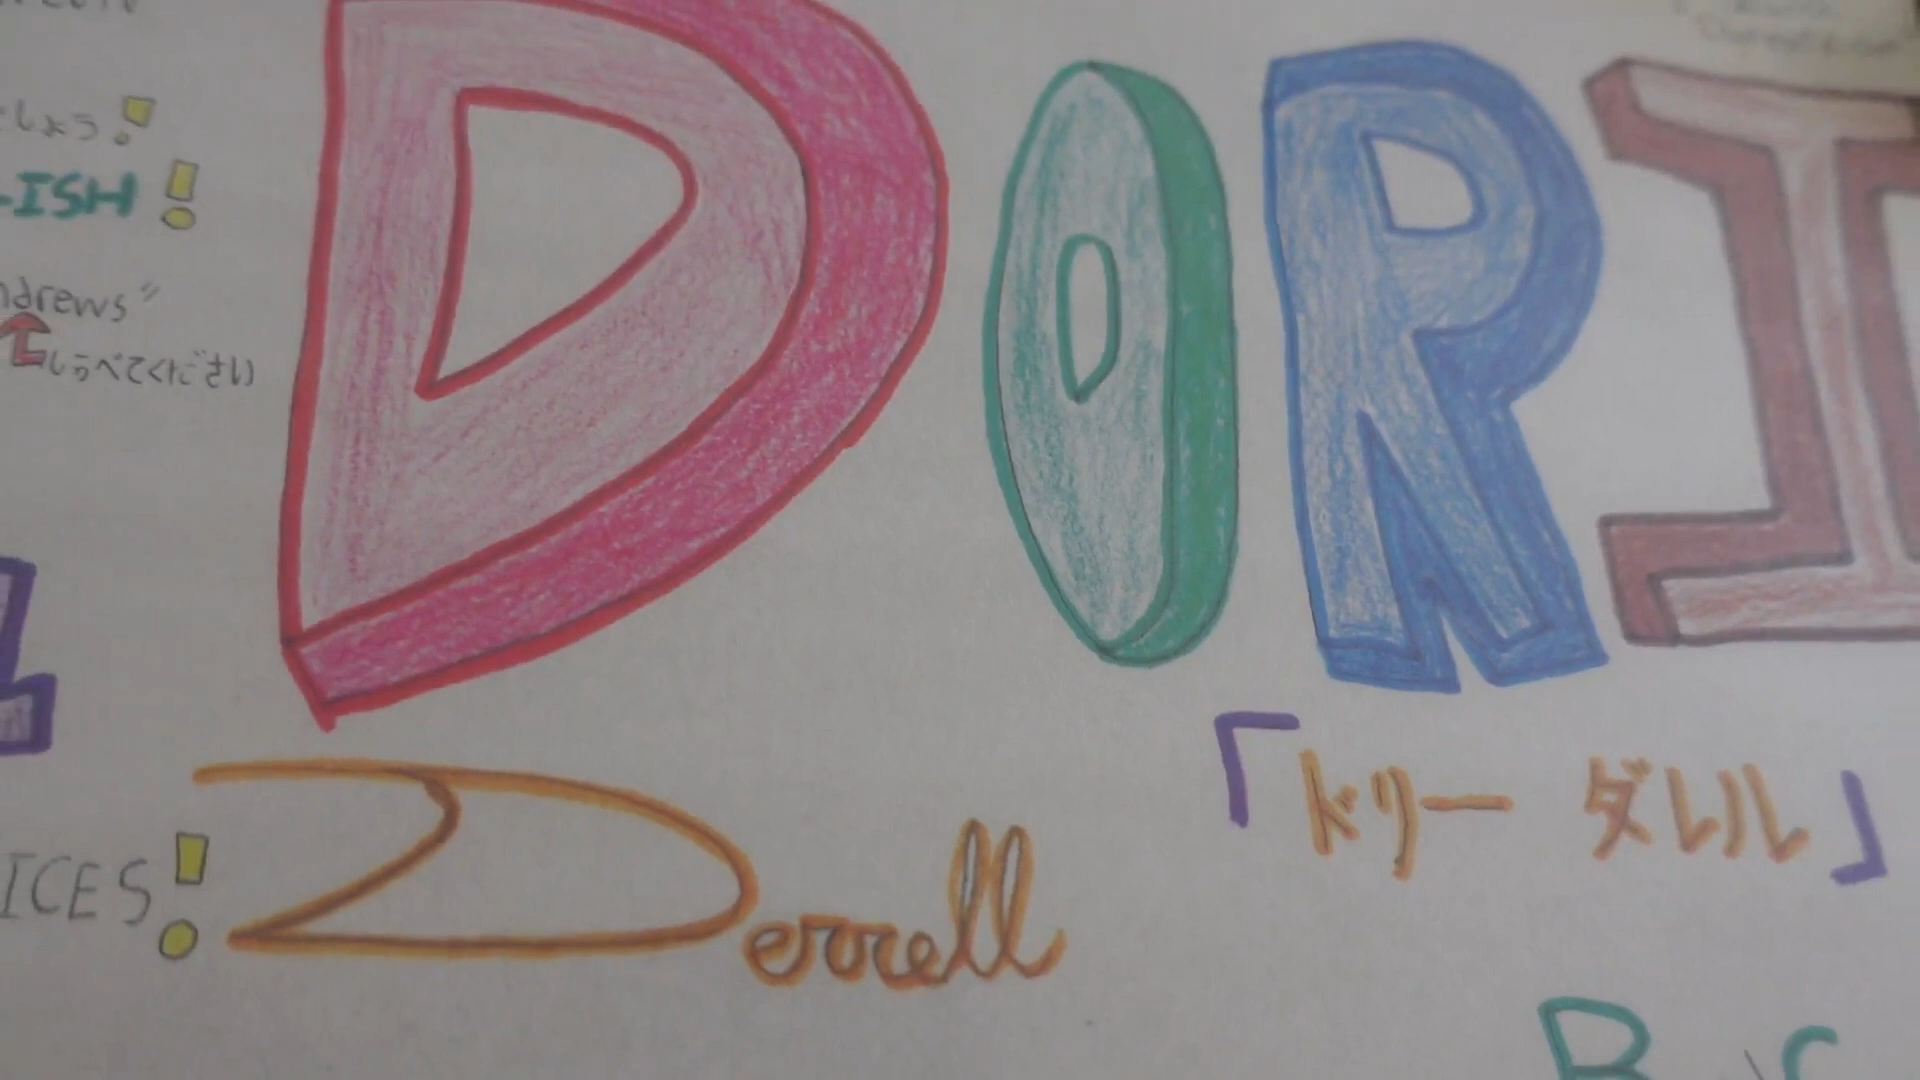 しょう!
LISH!
ndrews"
しらべてください
DORI
「ドリー ダレル」
ICES!
Derrell